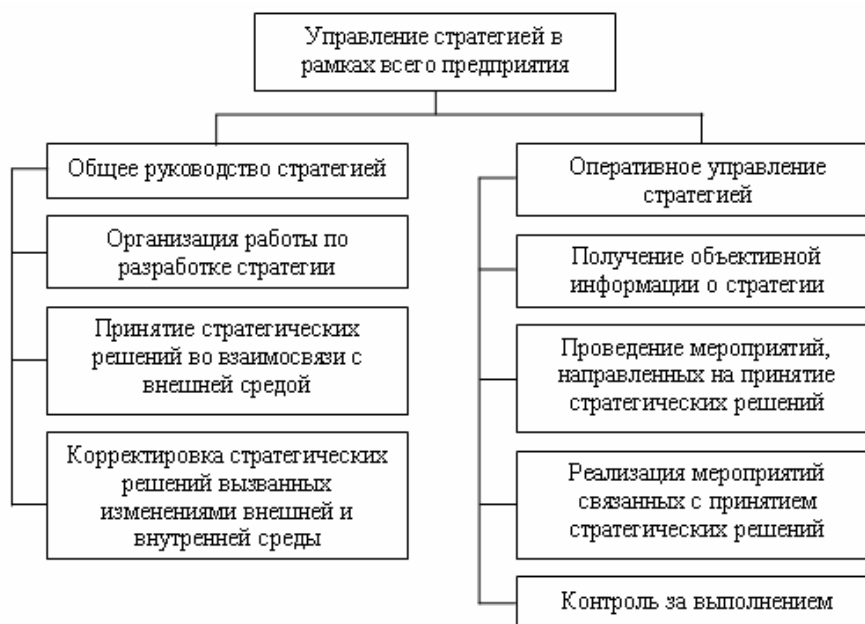 Управление стратегией в
рамках всего предприятия
Общее руководство стратегией
Организация работы по
разработке стратегии
Принятие стратегических
решений во взаимосвязи с
внешней средой
Корректировка стратегических
решений вызванных
изменениями внешней и
внутренней среды
Оперативное управление
стратегией
Получение объективной
информации о стратегии
Проведение мероприятий,
направленных на принятие
стратегических решений
Реализация мероприятий
связанных с принятием
стратегических решений
Контроль за выполнением